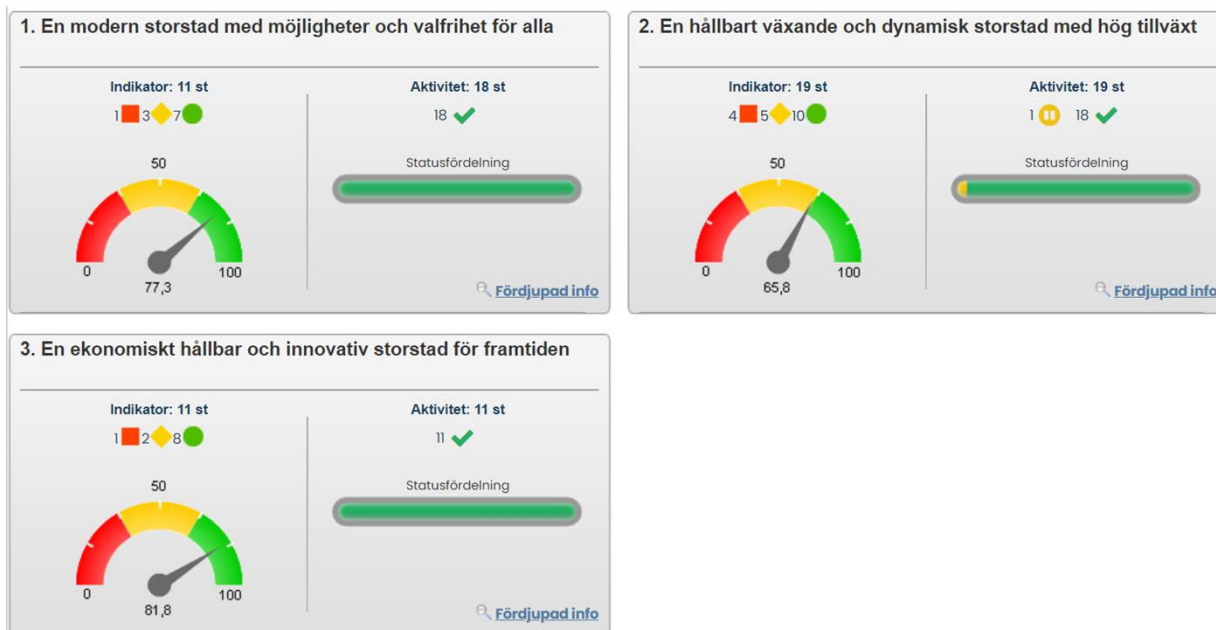 1. En modern storstad med möjligheter och valfrihet för alla
Indikator: 11 st
Aktivitet: 18 st
1 3 7
18
50
Statusfördelning
0
100
77,3
Fördjupad info
2. En hållbart växande och dynamisk storstad med hög tillväxt
Indikator: 19 st
Aktivitet: 19 st
4 5 10
1 18
50
Statusfördelning
0
100
65,8
Fördjupad info
3. En ekonomiskt hållbar och innovativ storstad för framtiden
Indikator: 11 st
Aktivitet: 11 st
1 2 8
11
50
Statusfördelning
0
100
81,8
Fördjupad info